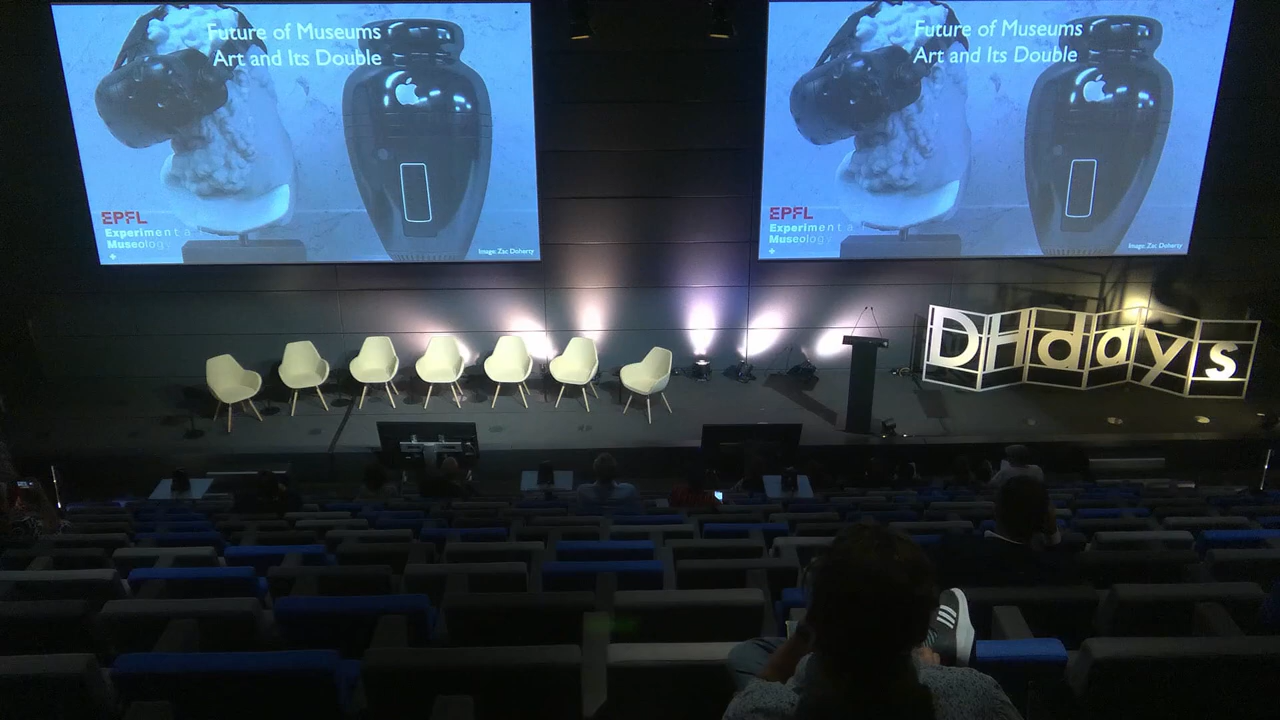 Future of Museums
Art and Its Double
EPFL
Experimental
Museology
Image: Zac Doherty
Future of Museums
Art and Its Double
EPFL
Experimental
Museology
Image: Zac Doherty
DHdays